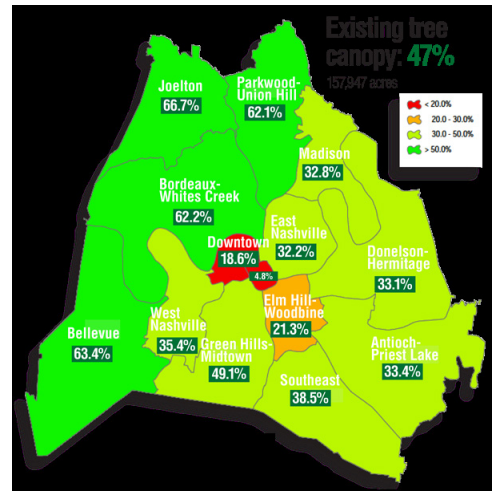 Existing tree
canopy: 47%
157,947 acres
< 20.0%
20.0 - 30.0%
30.0 - 50.0%
> 50.0%
Joelton
66.7%
Parkwood-
Union Hill
62.1%
Madison
32.8%
Bordeaux-
Whites Creek
62.2%
East
Nashville
32.2%
Downtown
18.6%
4.8%
Donelson-
Hermitage
33.1%
Elm Hill-
Woodbine
21.3%
West
Nashville
35.4%
Bellevue
63.4%
Green Hills-
Midtown
49.1%
Antioch-
Priest Lake
33.4%
Southeast
38.5%